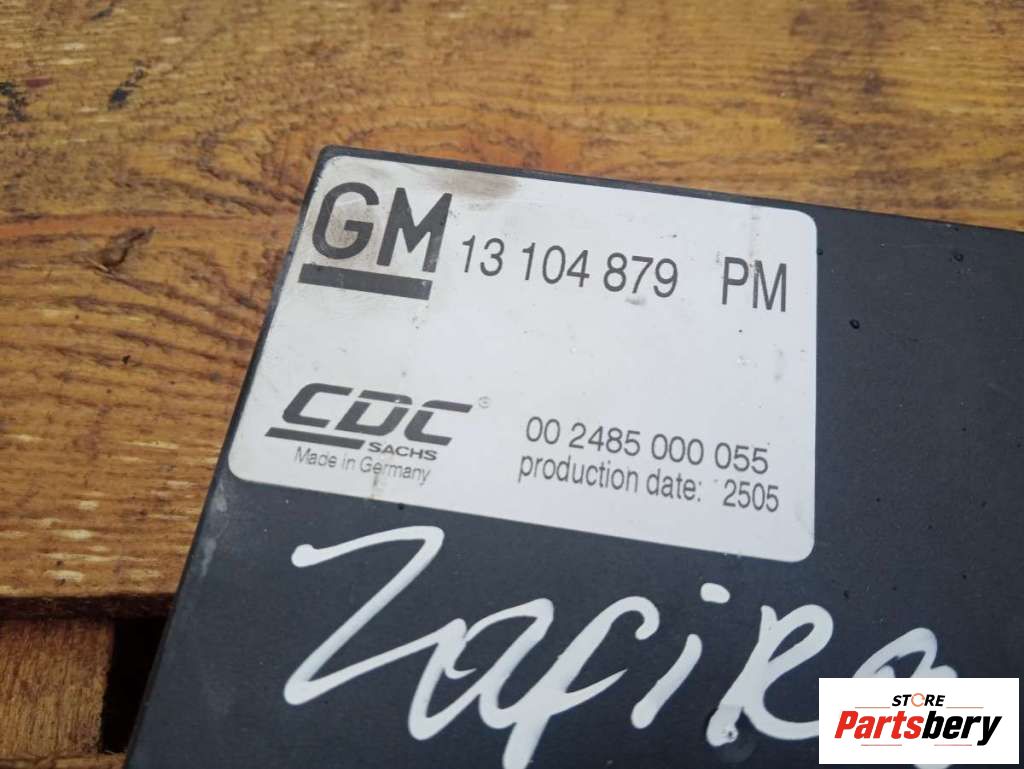 GM 13 104 879 PM
CDC®
SACHS
Made in Germany
00 2485 000 055
production date: 2505
Zafira
STORE
Partsbery